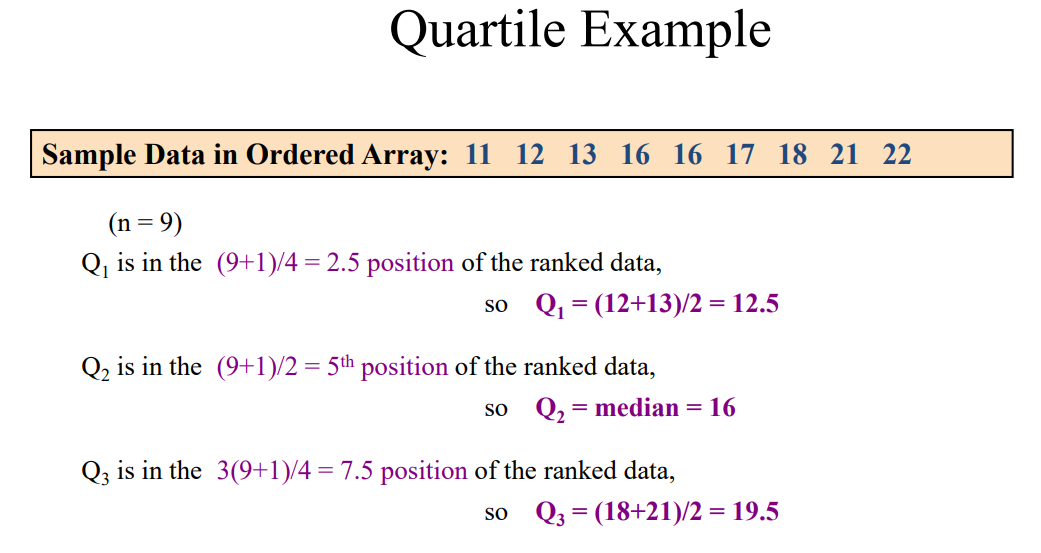 Quartile Example
Sample Data in Ordered Array: 11 12 13 16 16 17 18 21 22
(n = 9)
Q₁ is in the (9+1)/4 = 2.5 position of the ranked data,
so Q₁ = (12+13)/2 = 12.5
Q₂ is in the (9+1)/2 = 5th position of the ranked data,
so Q₂ = median = 16
Q₃ is in the 3(9+1)/4 = 7.5 position of the ranked data,
so Q₃ = (18+21)/2 = 19.5